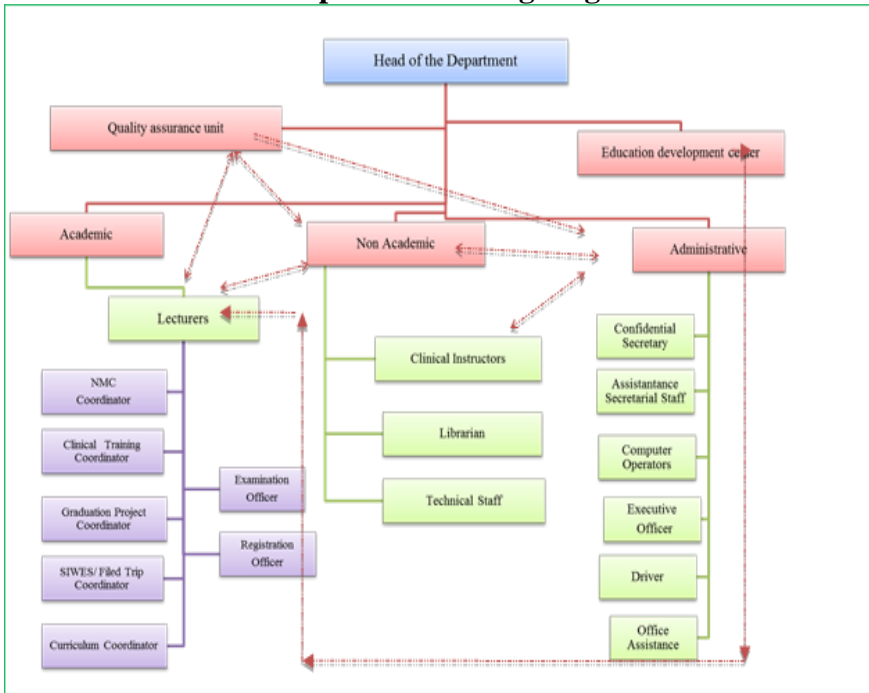 Head of the Department
Quality assurance unit
Education development center
Academic
Non Academic
Administrative
Lecturers
Clinical Instructors
Librarian
Technical Staff
Confidential
Secretary
Assistantance
Secretarial Staff
Computer
Operators
Executive
Officer
Driver
Office
Assistance
NMC
Coordinator
Clinical Training
Coordinator
Graduation Project
Coordinator
SIWES/ Filed Trip
Coordinator
Curriculum Coordinator
Examination
Officer
Registration
Officer